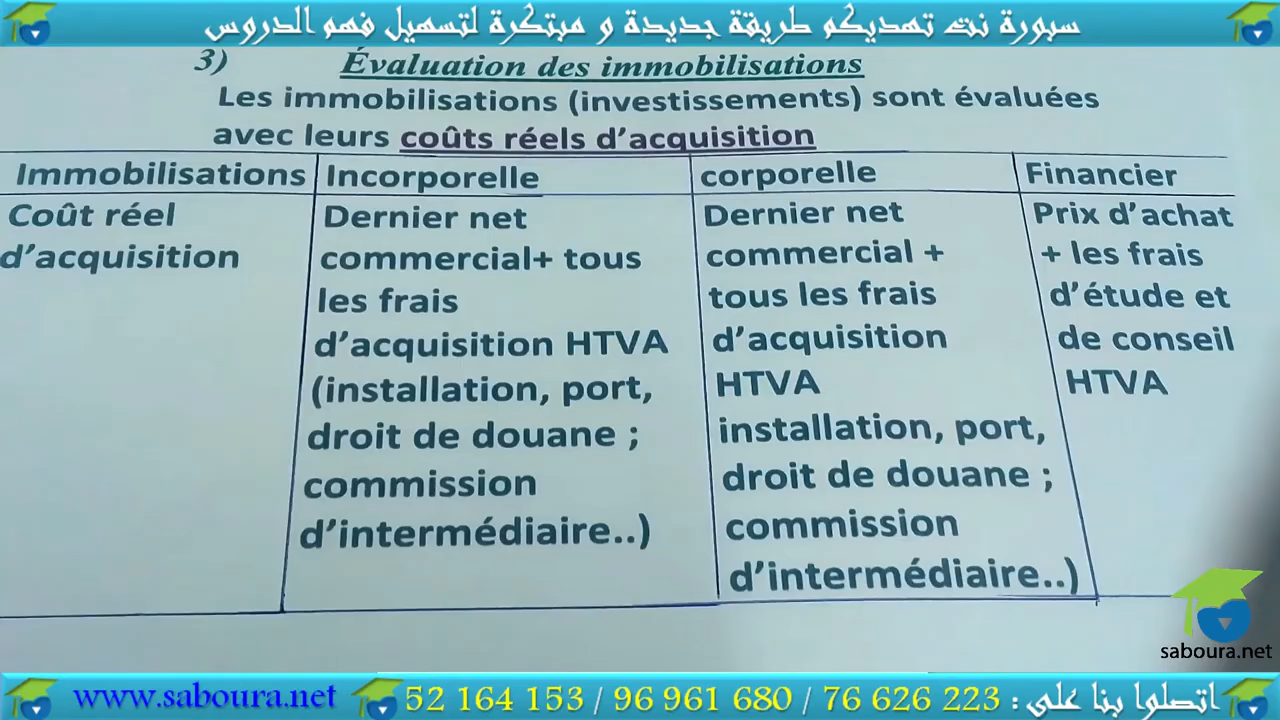 سبورة نت تهديكم طريقة جديدة و مبتكرة لتسهيل فهم الدروس
3) Évaluation des immobilisations
Les immobilisations (investissements) sont évaluées
avec leurs coûts réels d’acquisition
Immobilisations
Incorporelle
corporelle
Financier
Coût réel
d’acquisition
Dernier net
commercial+ tous
les frais
d’acquisition HTVA
(installation, port,
droit de douane ;
commission
d’intermédiaire..)
Dernier net
commercial +
tous les frais
d’acquisition
HTVA
installation, port,
droit de douane ;
commission
d’intermédiaire..)
Prix d’achat
+ les frais
d’étude et
de conseil
HTVA
saboura.net
www.saboura.net
اتصلوا بنا على : 52 164 153 / 96 961 680 / 76 626 223